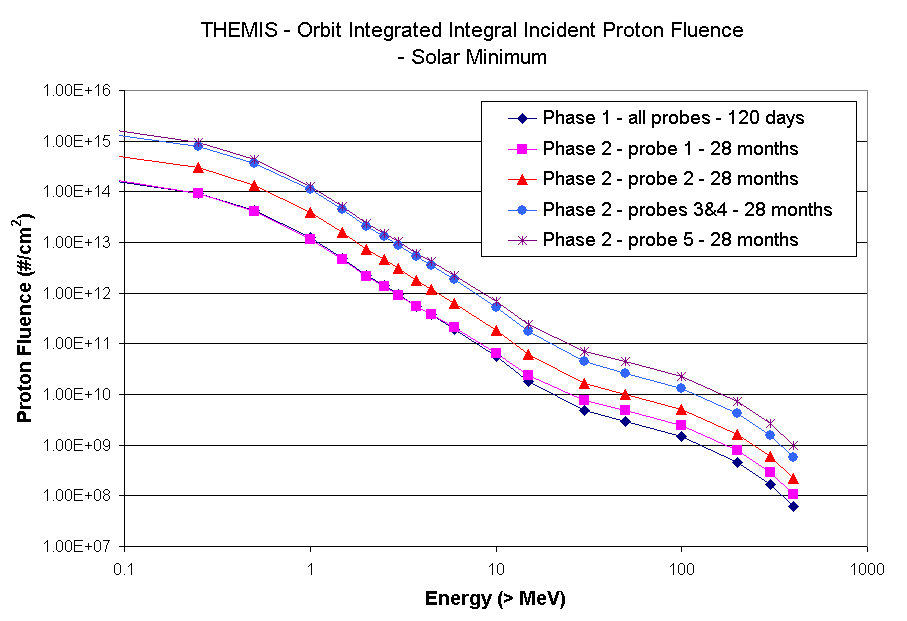 THEMIS - Orbit Integrated Integral Incident Proton Fluence
- Solar Minimum
1.00E+16
1.00E+15
1.00E+14
1.00E+13
1.00E+12
1.00E+11
1.00E+10
1.00E+09
1.00E+08
1.00E+07
Proton Fluence (#/cm²)
Phase 1 - all probes - 120 days
Phase 2 - probe 1 - 28 months
Phase 2 - probe 2 - 28 months
Phase 2 - probes 3&4 - 28 months
Phase 2 - probe 5 - 28 months
0.1 1 10 100 1000
Energy (> MeV)